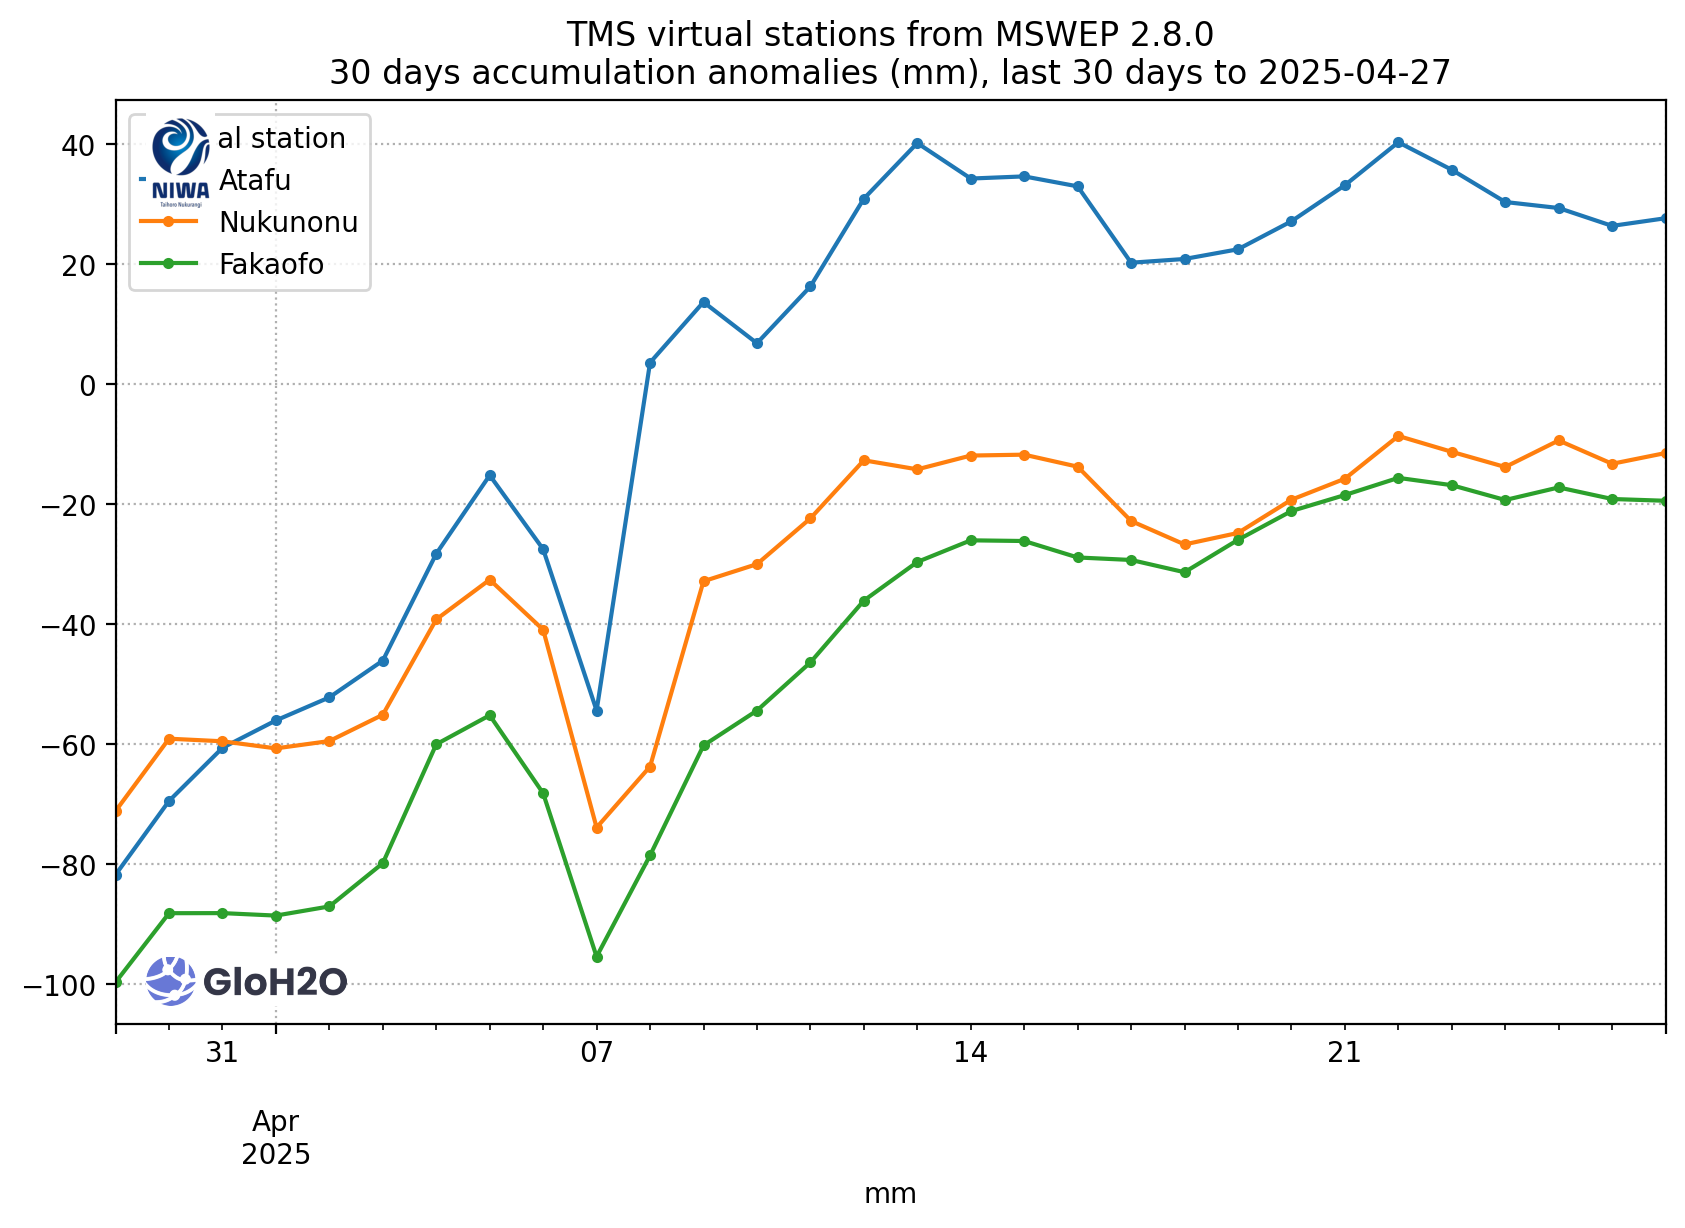 TMS virtual stations from MSWEP 2.8.0
30 days accumulation anomalies (mm), last 30 days to 2025-04-27
al station
Atafu
Nukunonu
Fakaofo
NIWA
Taihoro Nukurangi
40
20
0
−20
−40
−60
−80
−100
GloH2O
31
07
14
21
Apr
2025
mm